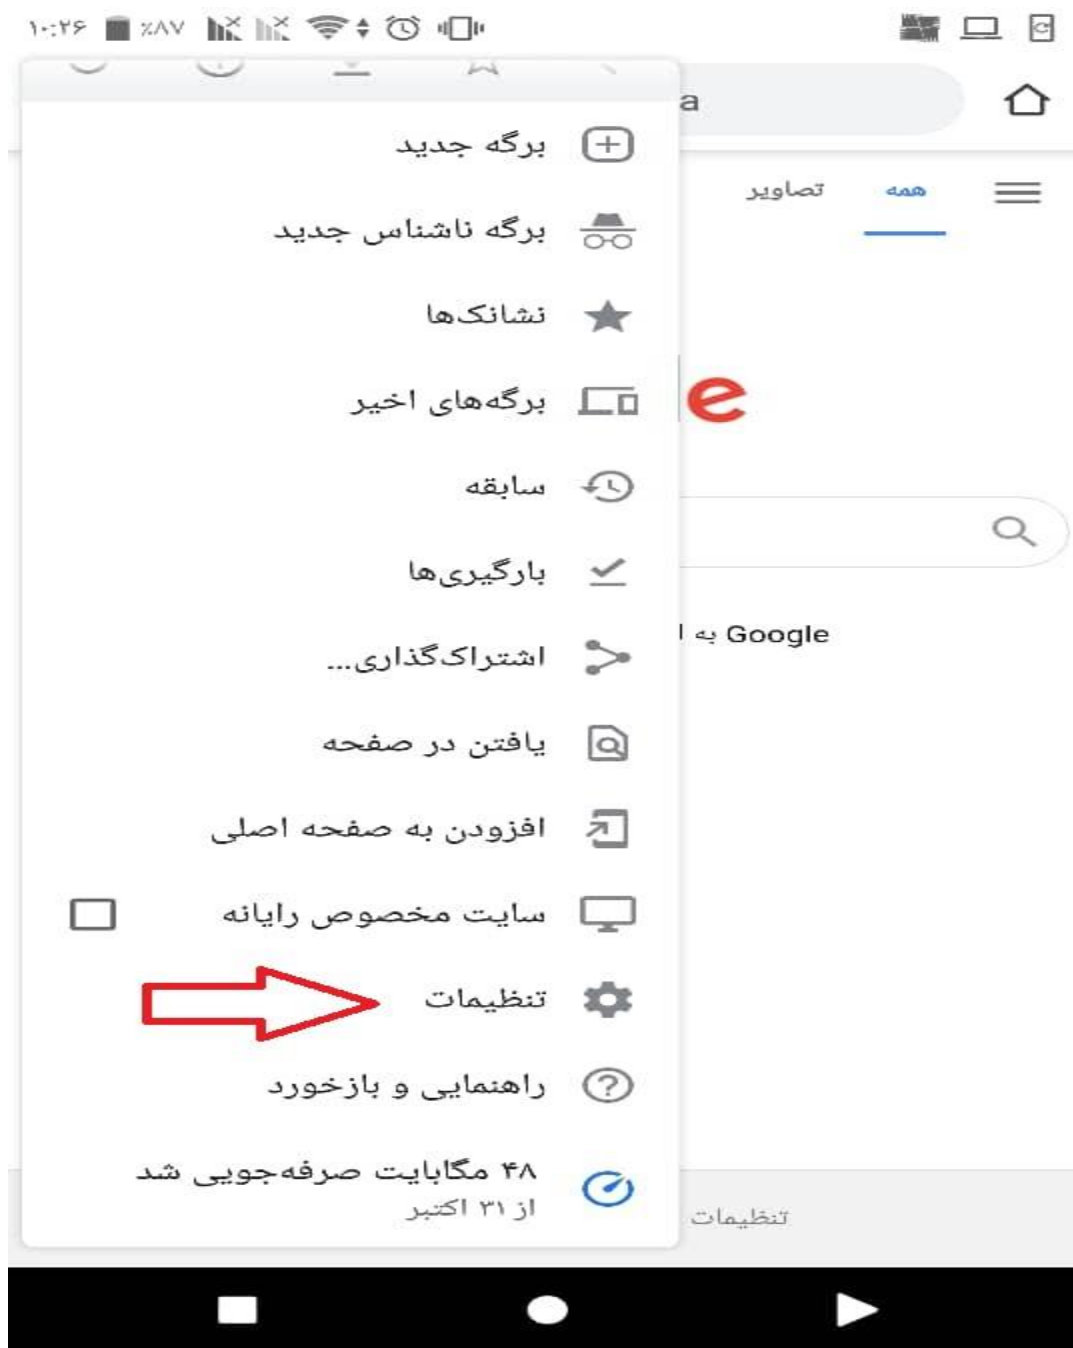 ۱۰:۲۶ ٪۸۷
a
همه تصاویر
e
Google به ا
برگه جدید
برگه ناشناس جدید
نشانک‌ها
برگه‌های اخیر
سابقه
بارگیری‌ها
اشتراک‌گذاری...
یافتن در صفحه
افزودن به صفحه اصلی
سایت مخصوص رایانه
تنظیمات
راهنمایی و بازخورد
۴۸ مگابایت صرفه‌جویی شد
از ۳۱ اکتبر
تنظیمات